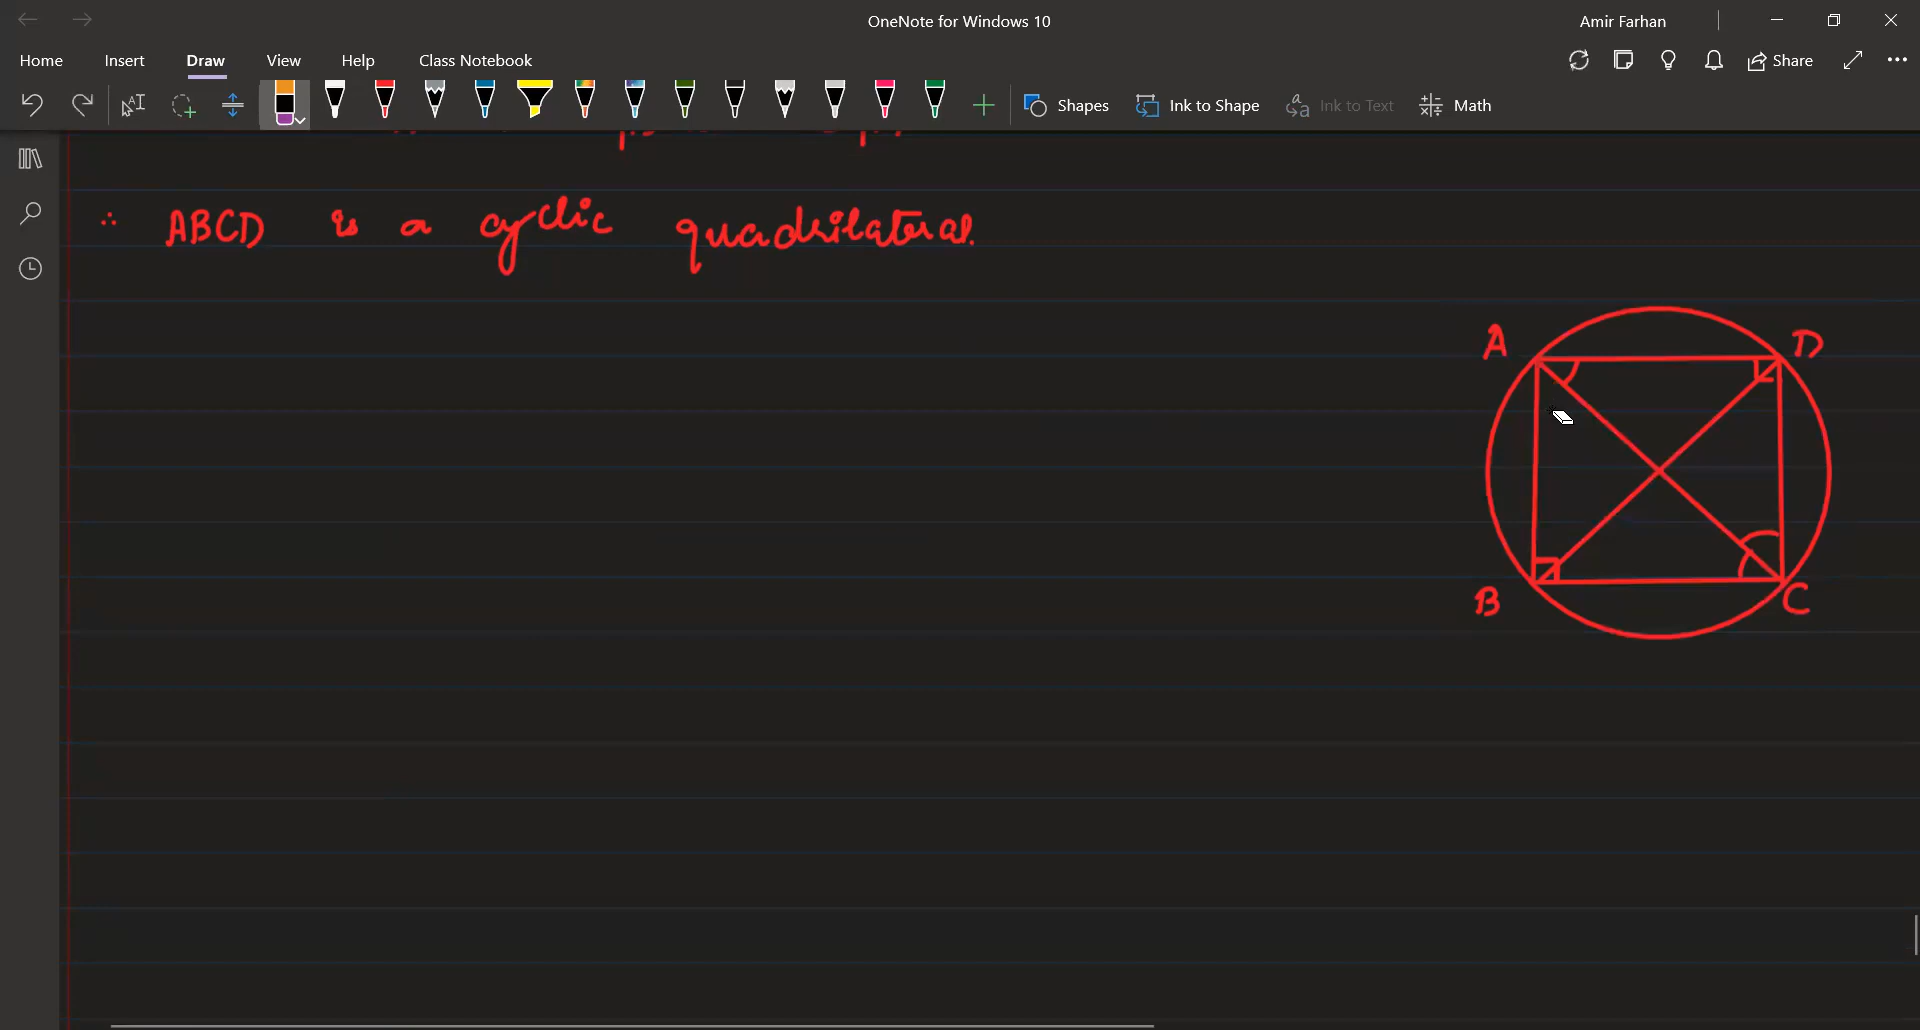 OneNote for Windows 10
Amir Farhan
Home Insert Draw View Help Class Notebook
Share
Shapes Ink to Shape Ink to Text Math
∴ ABCD is a cyclic quadrilateral.
A D
B C